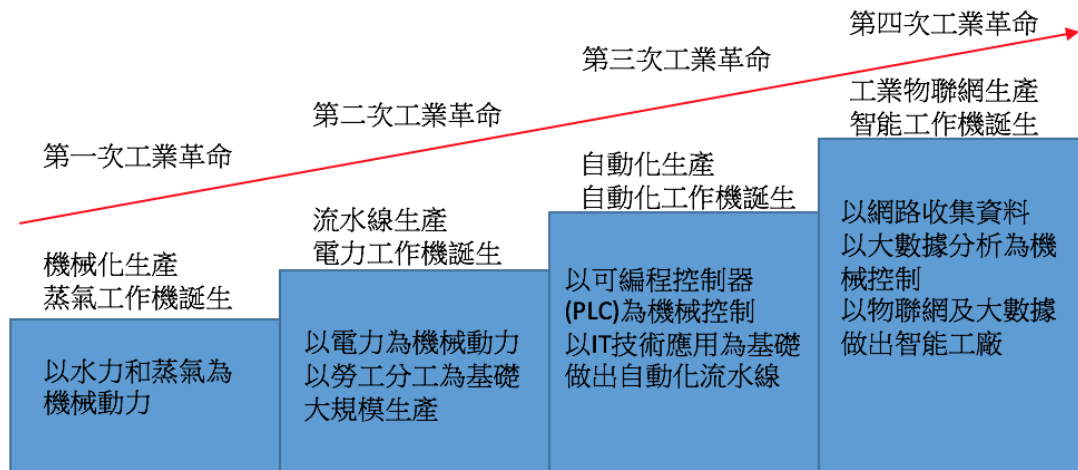 第一次工業革命
機械化生產
蒸氣工作機誕生
以水力和蒸氣為
機械動力
第二次工業革命
流水線生產
電力工作機誕生
以電力為機械動力
以勞工分工為基礎
大規模生產
第三次工業革命
自動化生產
自動化工作機誕生
以可編程控制器
(PLC)為機械控制
以IT技術應用為基礎
做出自動化流水線
第四次工業革命
工業物聯網生產
智能工作機誕生
以網路收集資料
以大數據分析為機
械控制
以物聯網及大數據
做出智能工廠